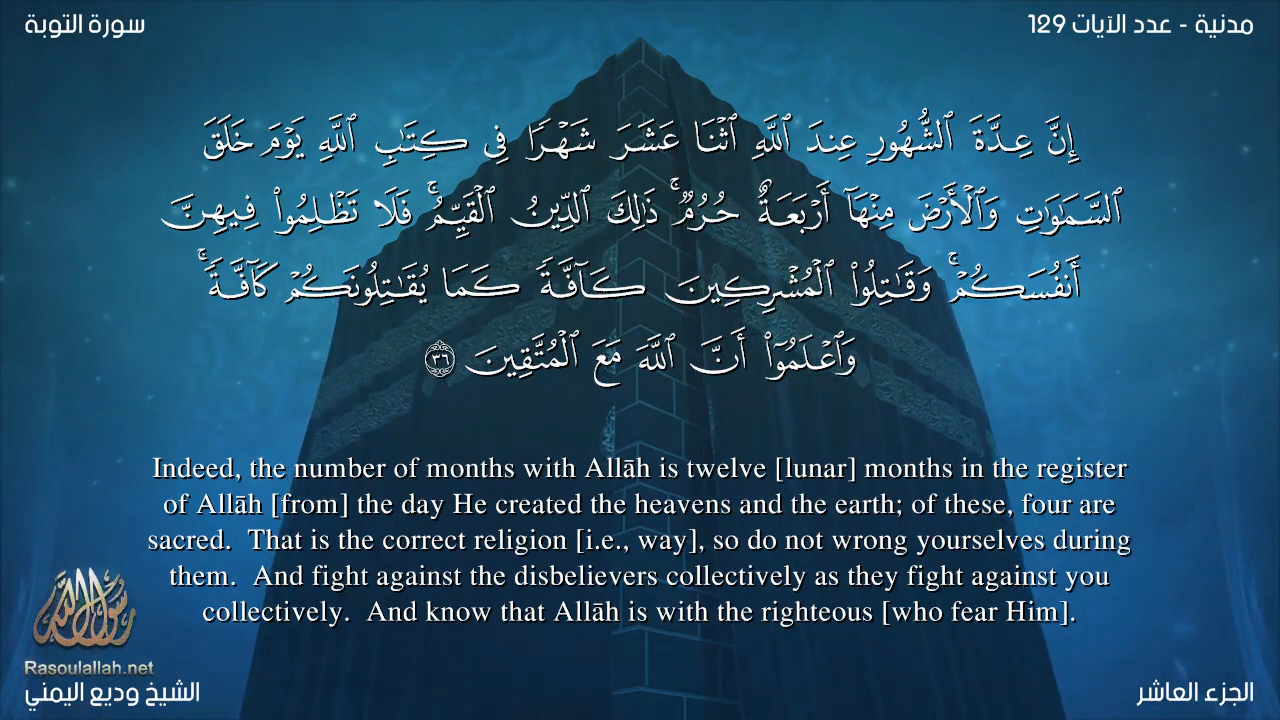 سورة التوبة
مدنية - عدد الآيات 129
إِنَّ عِدَّةَ ٱلشُّهُورِ عِندَ ٱللَّهِ ٱثْنَا عَشَرَ شَهْرًا فِى كِتَٰبِ ٱللَّهِ يَوْمَ خَلَقَ
ٱلسَّمَٰوَٰتِ وَٱلْأَرْضَ مِنْهَآ أَرْبَعَةٌ حُرُمٌ ۚ ذَٰلِكَ ٱلدِّينُ ٱلْقَيِّمُ ۚ فَلَا تَظْلِمُوا۟ فِيهِنَّ
أَنفُسَكُمْ ۚ وَقَٰتِلُوا۟ ٱلْمُشْرِكِينَ كَآفَّةً كَمَا يُقَٰتِلُونَكُمْ كَآفَّةً ۚ
وَٱعْلَمُوٓا۟ أَنَّ ٱللَّهَ مَعَ ٱلْمُتَّقِينَ ٣٦
Indeed, the number of months with Allāh is twelve [lunar] months in the register
of Allāh [from] the day He created the heavens and the earth; of these, four are
sacred.  That is the correct religion [i.e., way], so do not wrong yourselves during
them.  And fight against the disbelievers collectively as they fight against you
collectively.  And know that Allāh is with the righteous [who fear Him].
رسول الله
Rasoulallah.net
الشيخ وديع اليمني
الجزء العاشر